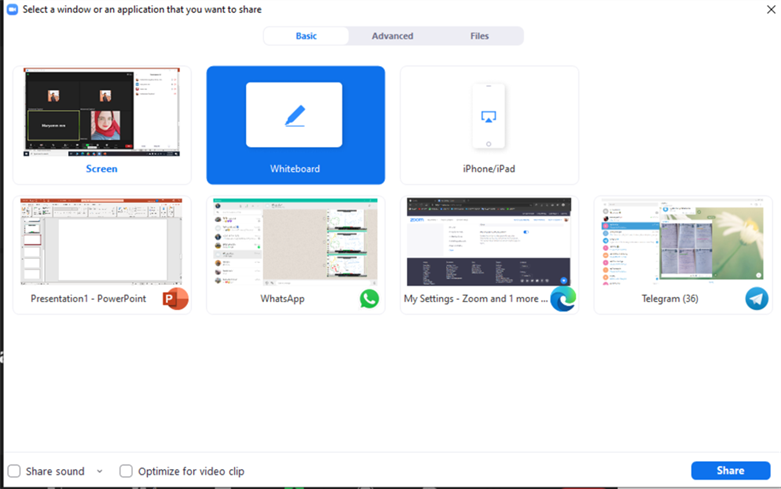 Select a window or an application that you want to share
Basic Advanced Files
Screen Whiteboard iPhone/iPad
Presentation1 - PowerPoint WhatsApp My Settings - Zoom and 1 more ... Telegram (36)
Share sound Optimize for video clip Share